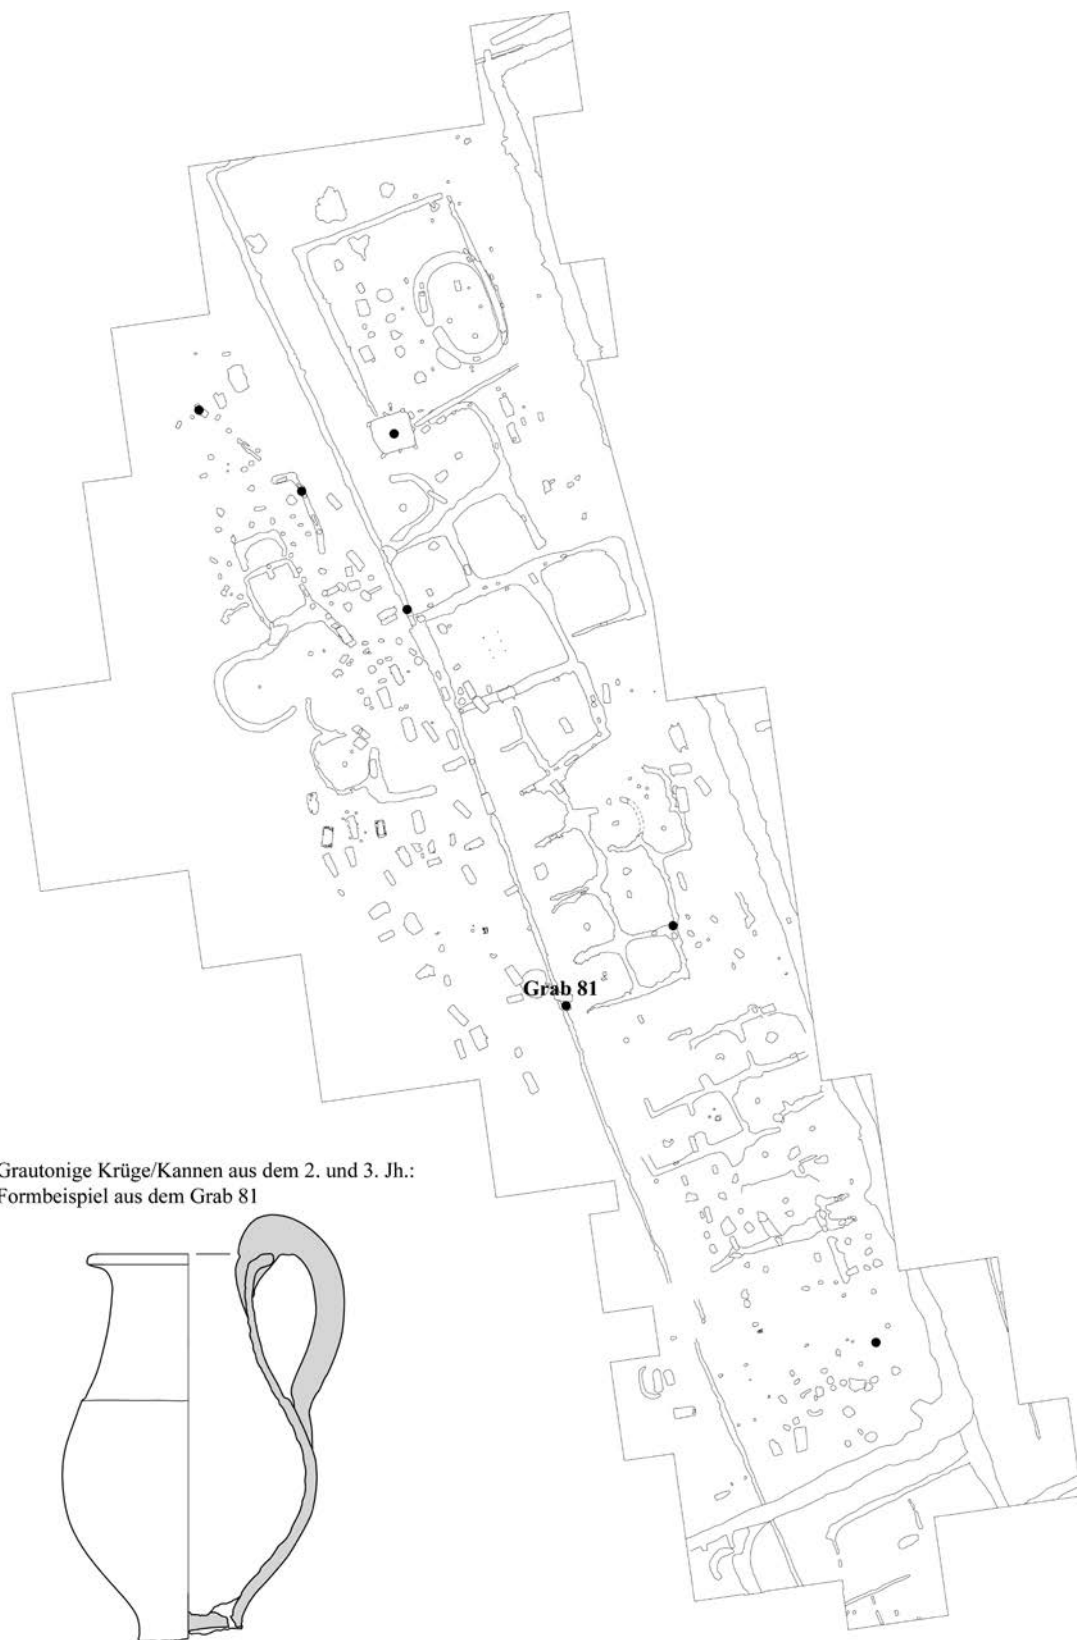 Grab 81
Grautonige Krüge/Kannen aus dem 2. und 3. Jh.:
Formbeispiel aus dem Grab 81